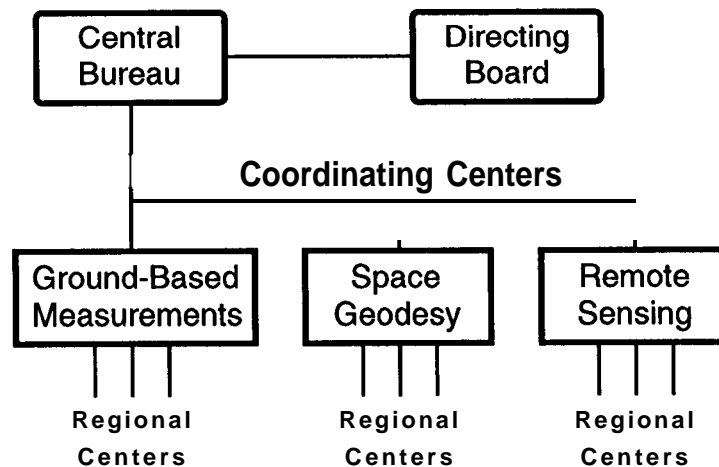 Central
Bureau
Directing
Board
Coordinating Centers
Ground-Based
Measurements
Space
Geodesy
Remote
Sensing
Regional
Centers
Regional
Centers
Regional
Centers